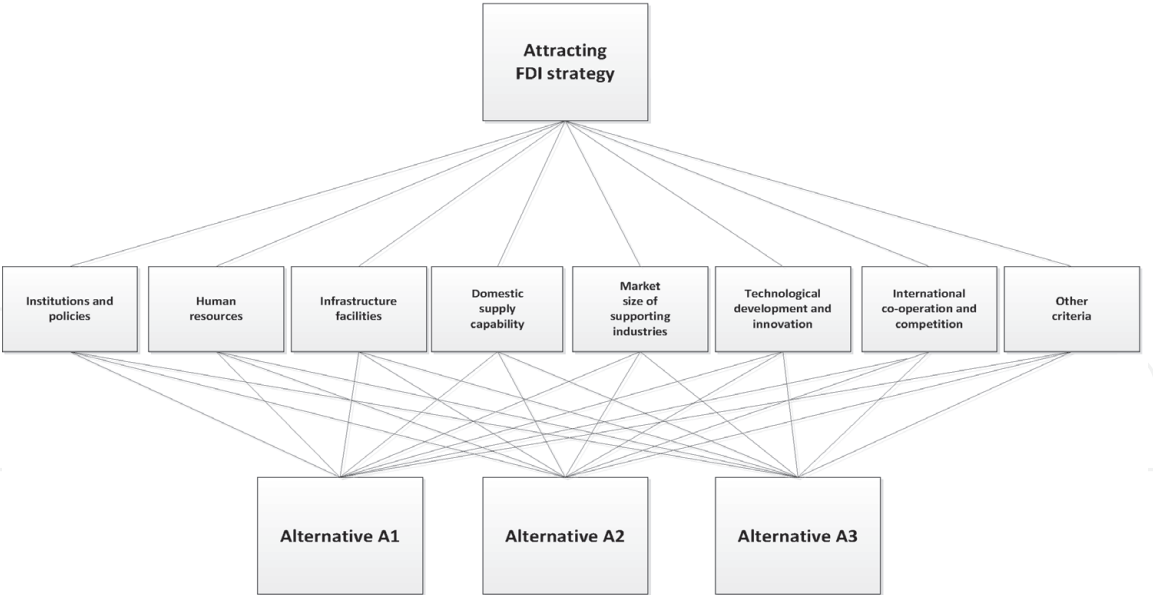 Attracting
FDI strategy
Institutions and
policies
Human
resources
Infrastructure
facilities
Domestic
supply
capability
Market
size of
supporting
industries
Technological
development and
innovation
International
co-operation and
competition
Other
criteria
Alternative A1
Alternative A2
Alternative A3